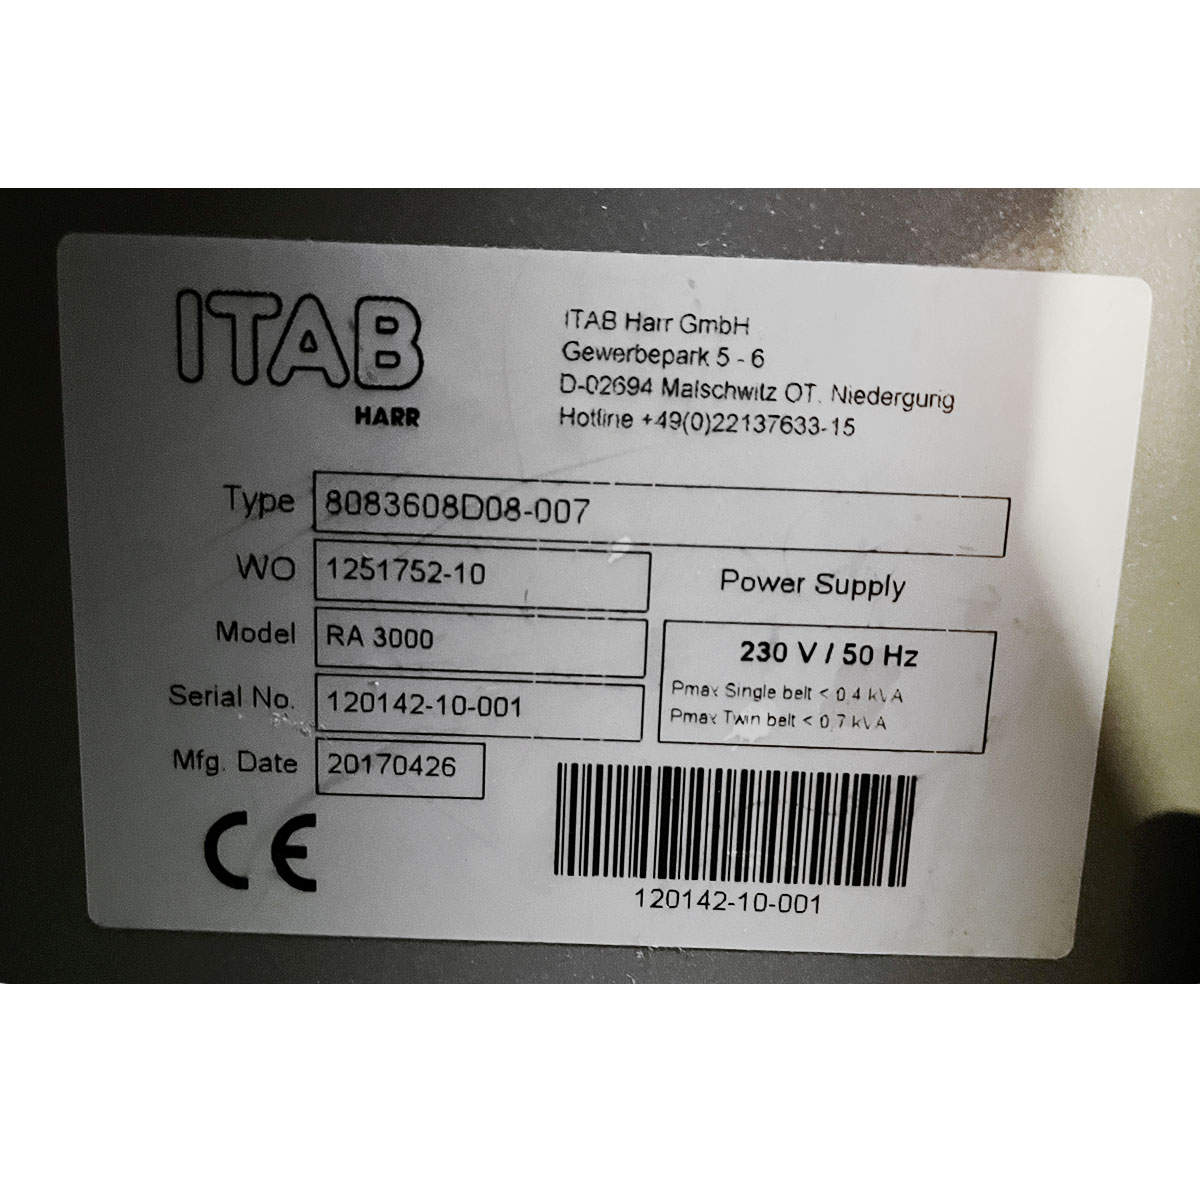 ITAB
HARR
ITAB Harr GmbH
Gewerbepark 5 - 6
D-02694 Malschwitz OT. Niedergurig
Hotline +49(0)22137633-15
Type 8083608D08-007
WO 1251752-10
Model RA 3000
Serial No. 120142-10-001
Mfg. Date 20170426
Power Supply
230 V / 50 Hz
Pmax Single belt < 0,4 kVA
Pmax Twin belt < 0,7 kVA
CE
120142-10-001